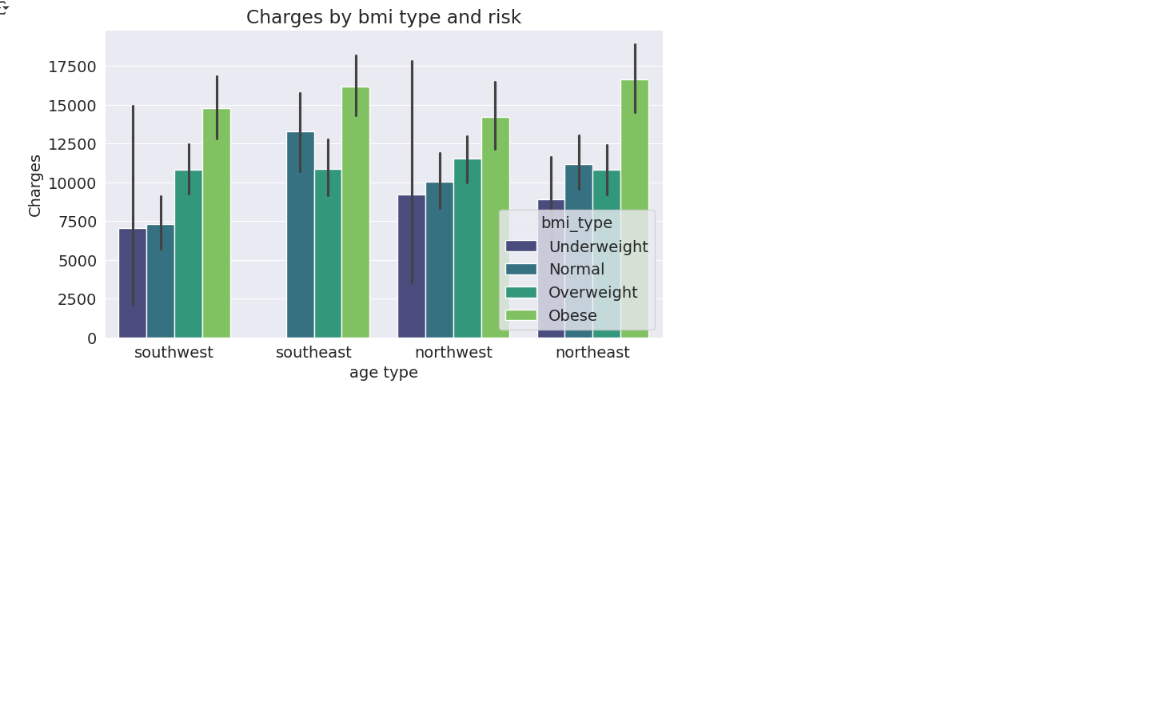 Charges by bmi type and risk
17500
15000
12500
10000
7500
5000
2500
0
Charges
southwest southeast northwest northeast
age type
bmi_type
Underweight
Normal
Overweight
Obese